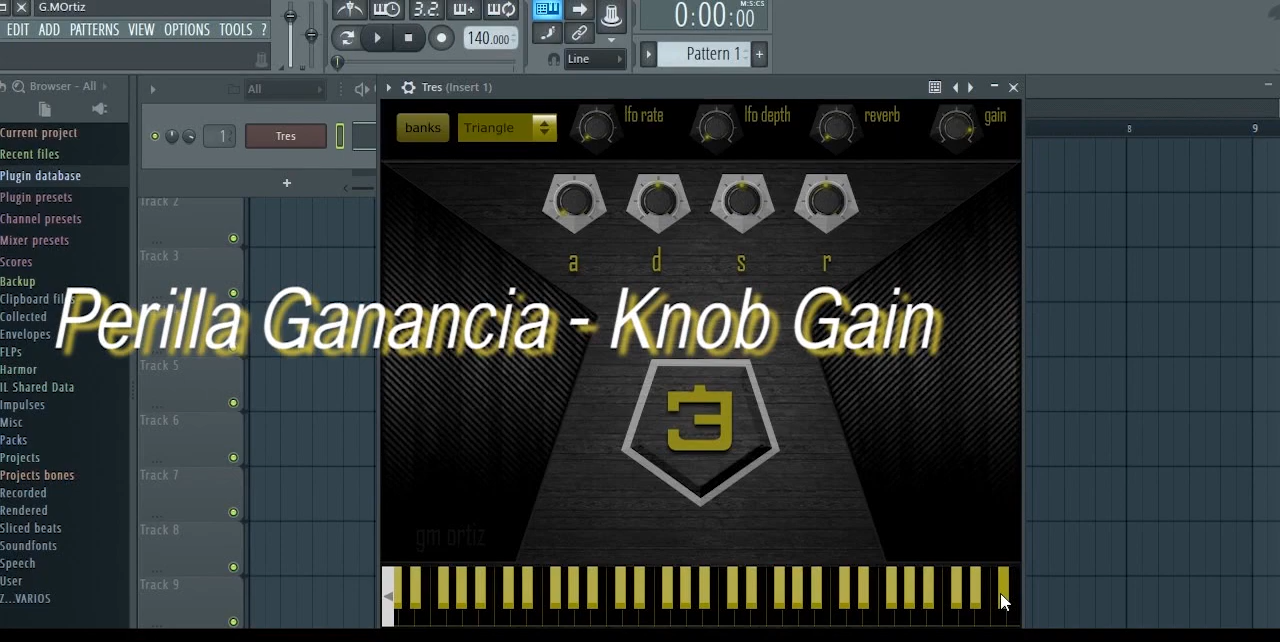 G.MOrtiz
EDIT ADD PATTERNS VIEW OPTIONS TOOLS ?
3.2.
140.000
Line
0:00:00
M:S:CS
Pattern 1
Browser - All
Current project
Recent files
Plugin database
Plugin presets
Channel presets
Mixer presets
Scores
Backup
Clipboard files
Collected
Envelopes
FLPs
Harmor
IL Shared Data
Impulses
Misc
Packs
Projects
Projects bones
Recorded
Rendered
Sliced beats
Soundfonts
Speech
User
Z...VARIOS
All
1
Tres
Track 2
Track 3
Track 5
Track 6
Track 7
Track 8
Track 9
Tres (Insert 1)
banks
Triangle
lfo rate
lfo depth
reverb
gain
a d s r
Perilla Ganancia - Knob Gain
3
gm ortiz
8 9